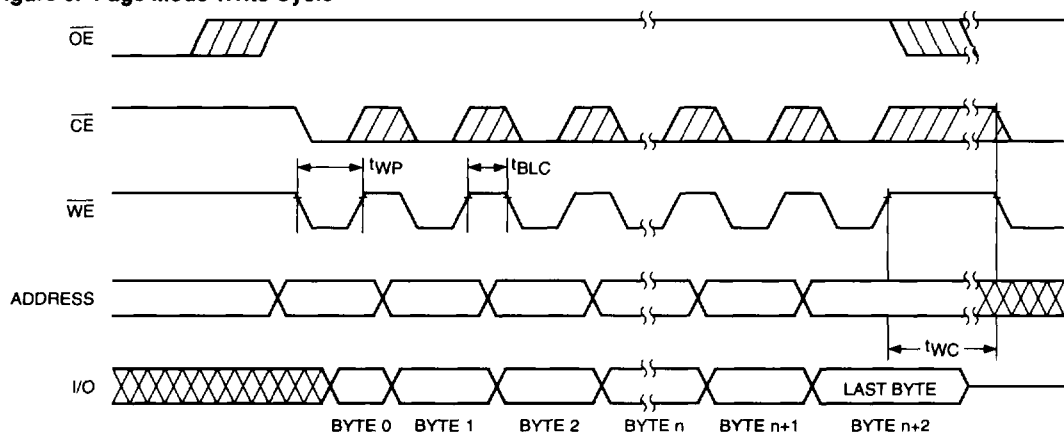 Figure 6. Page Mode Write Cycle
OE
CE
tWP
tBLC
WE
ADDRESS
tWC
I/O
LAST BYTE
BYTE 0 BYTE 1 BYTE 2 BYTE n BYTE n+1 BYTE n+2